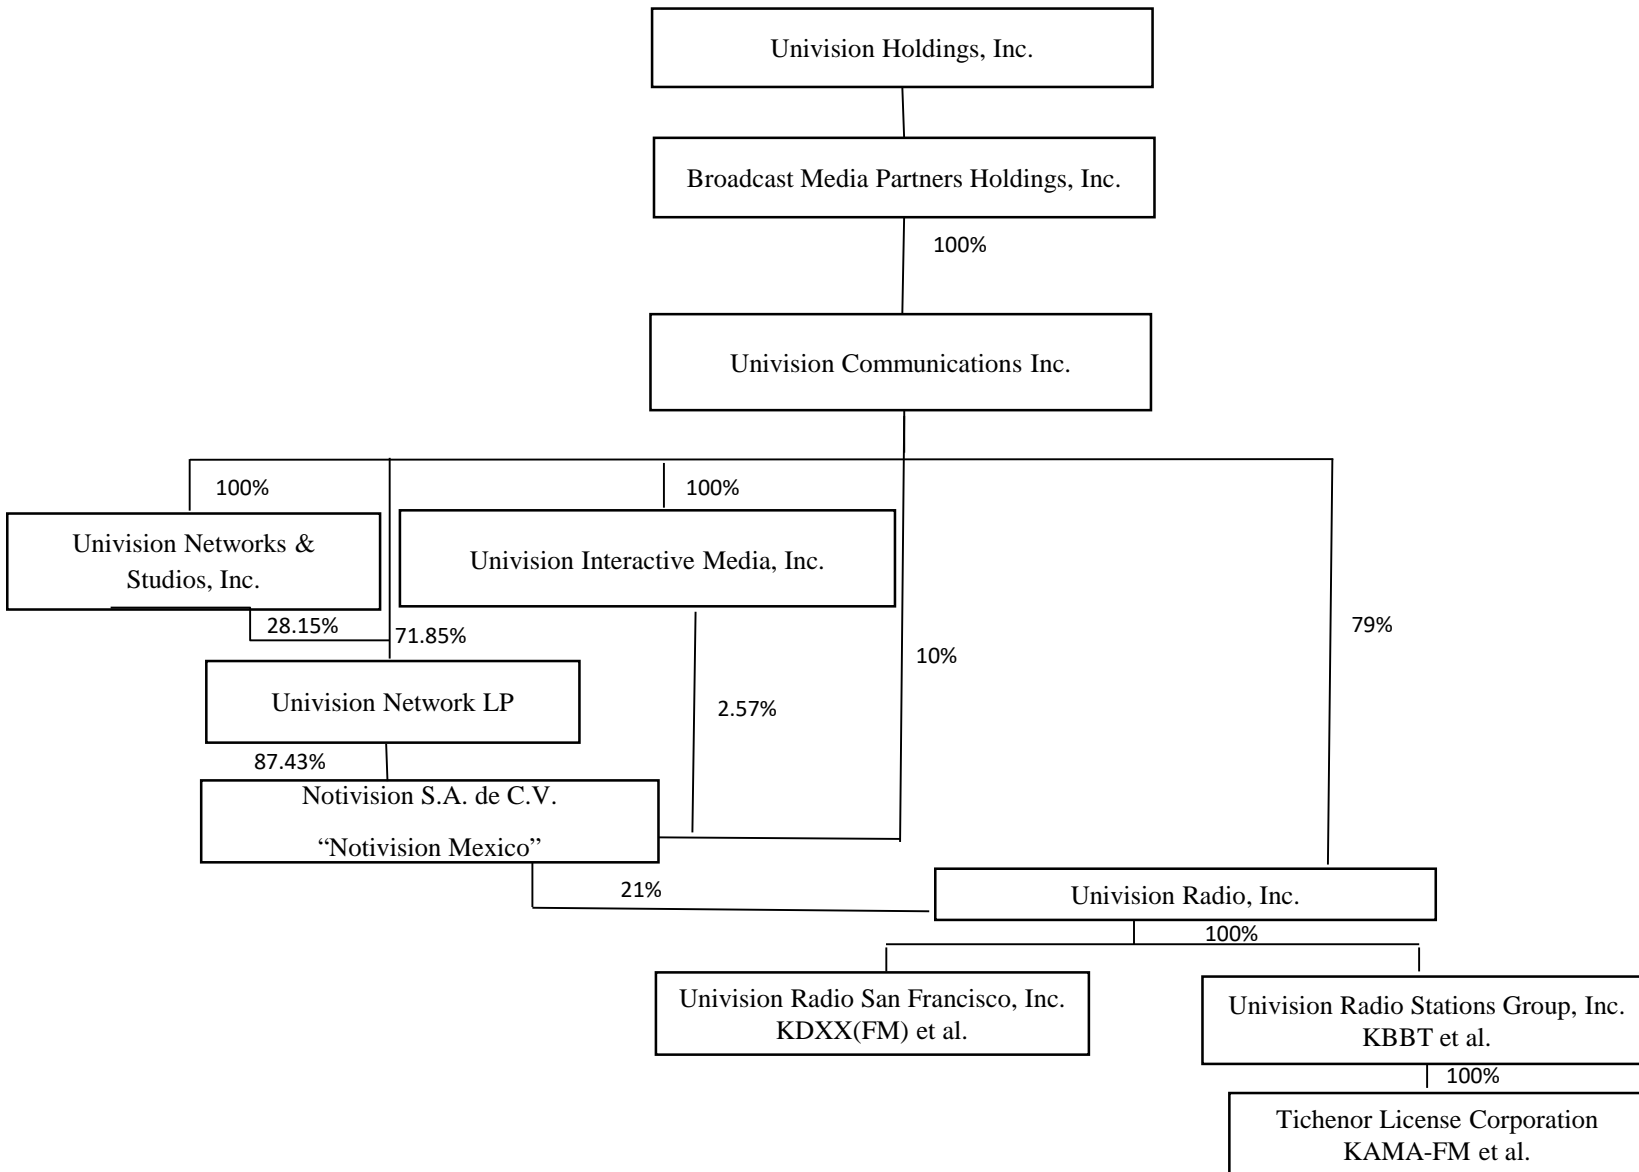 Univision Holdings, Inc.
Broadcast Media Partners Holdings, Inc.
100%
Univision Communications Inc.
100%
100%
Univision Networks &
Studios, Inc.
Univision Interactive Media, Inc.
28.15%
71.85%
79%
10%
Univision Network LP
2.57%
87.43%
Notivision S.A. de C.V.
“Notivision Mexico”
21%
Univision Radio, Inc.
100%
Univision Radio San Francisco, Inc.
KDXX(FM) et al.
Univision Radio Stations Group, Inc.
KBBT et al.
100%
Tichenor License Corporation
KAMA-FM et al.